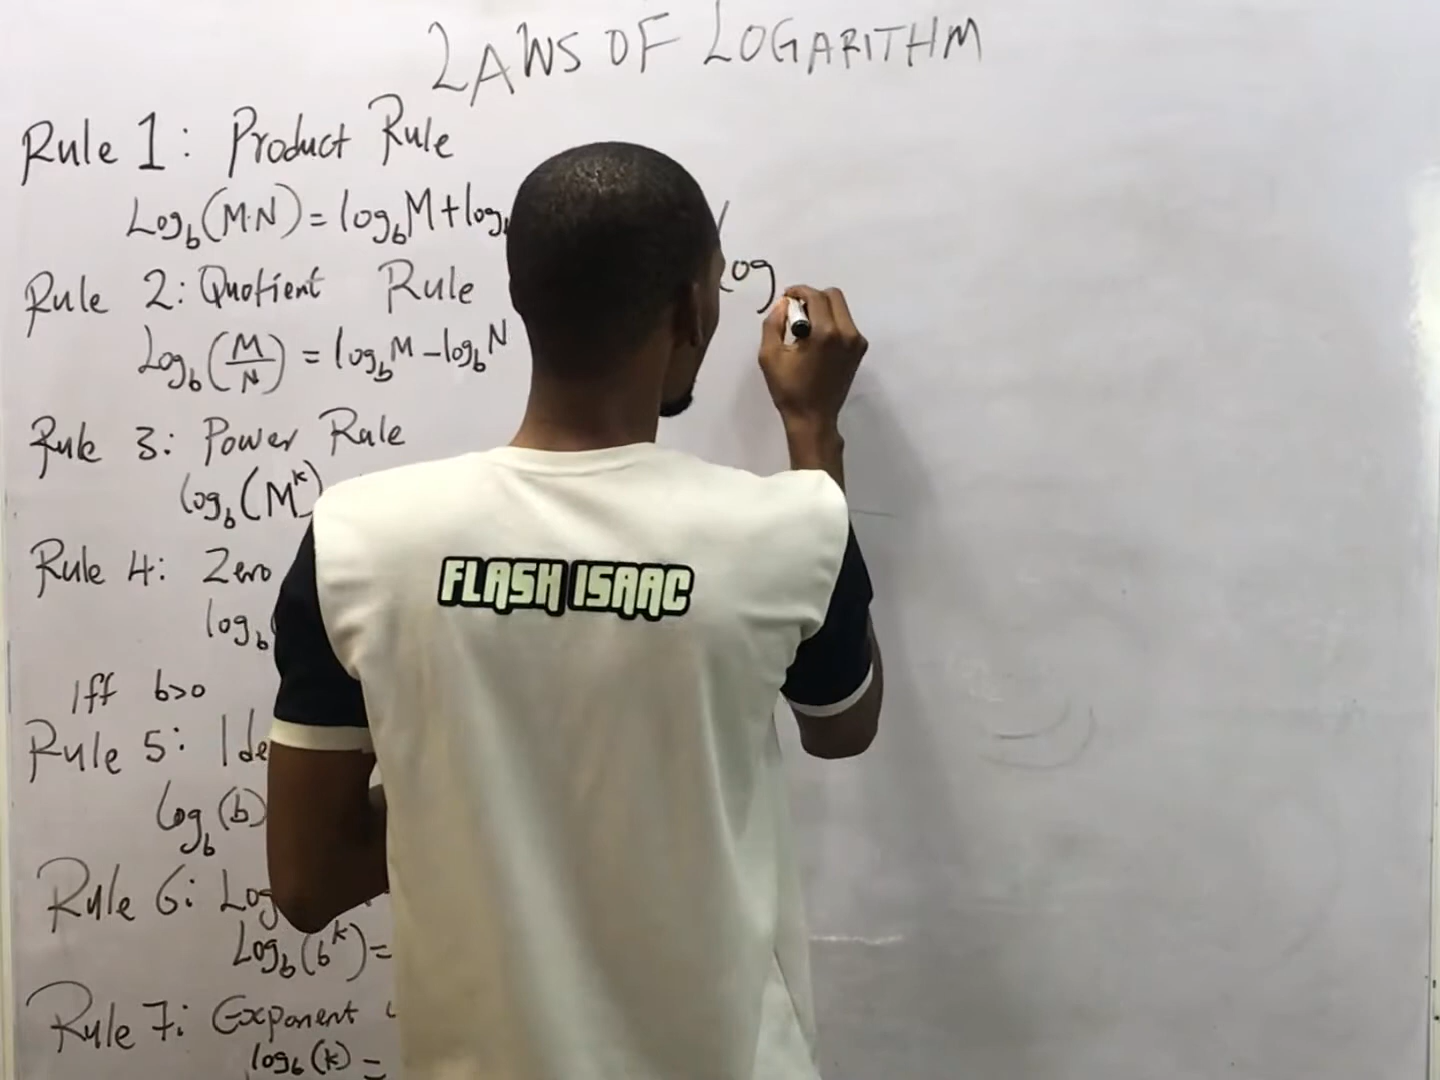 LAWS OF LOGARITHM
Rule 1: Product Rule
Log_b(M·N) = log_b M + log
Rule 2: Quotient Rule
Log_b(M/N) = log_b M - log_b N
Rule 3: Power Rule
log_b(M^k)
Rule 4: Zero
log_b
Iff b>0
Rule 5: Ide
log_b(b)
Rule 6: Log
Log_b(b^k) =
Rule 7: Exponent
log_b(k) =
log
FLASH ISAAC